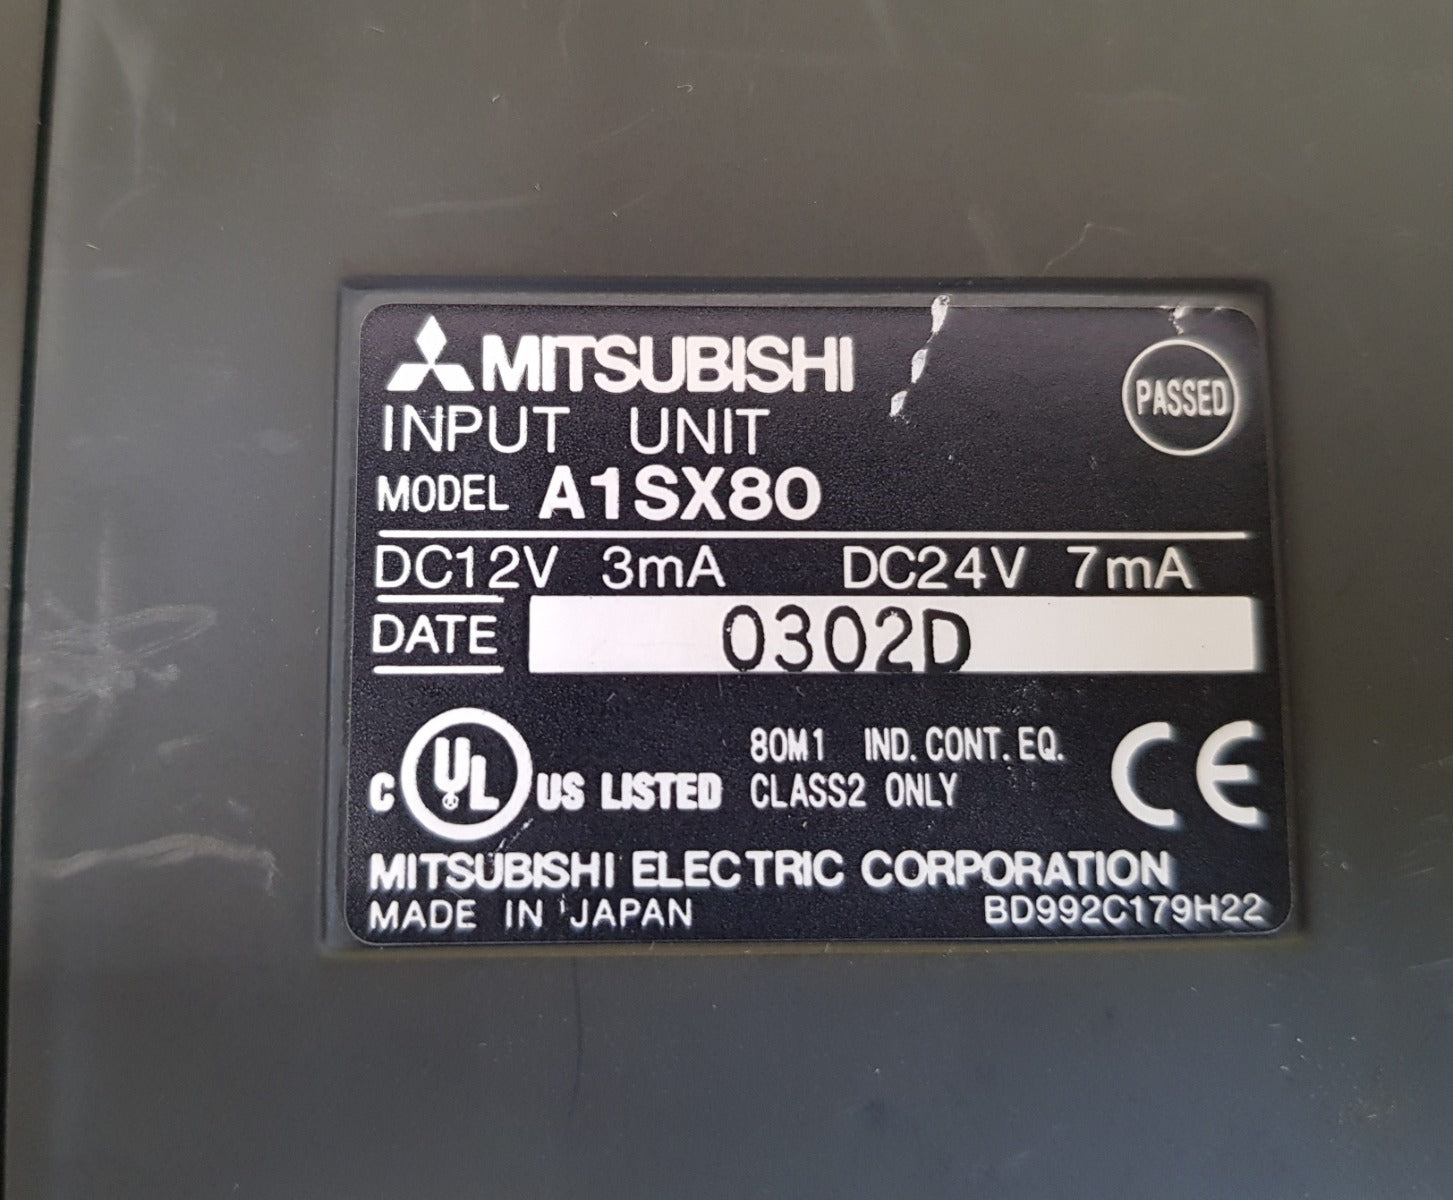 MITSUBISHI
PASSED
INPUT UNIT
MODEL A1SX80
DC12V 3mA DC24V 7mA
DATE 0302D
C UL US LISTED 80M1 IND. CONT. EQ.
CLASS2 ONLY
CE
MITSUBISHI ELECTRIC CORPORATION
MADE IN JAPAN BD992C179H22